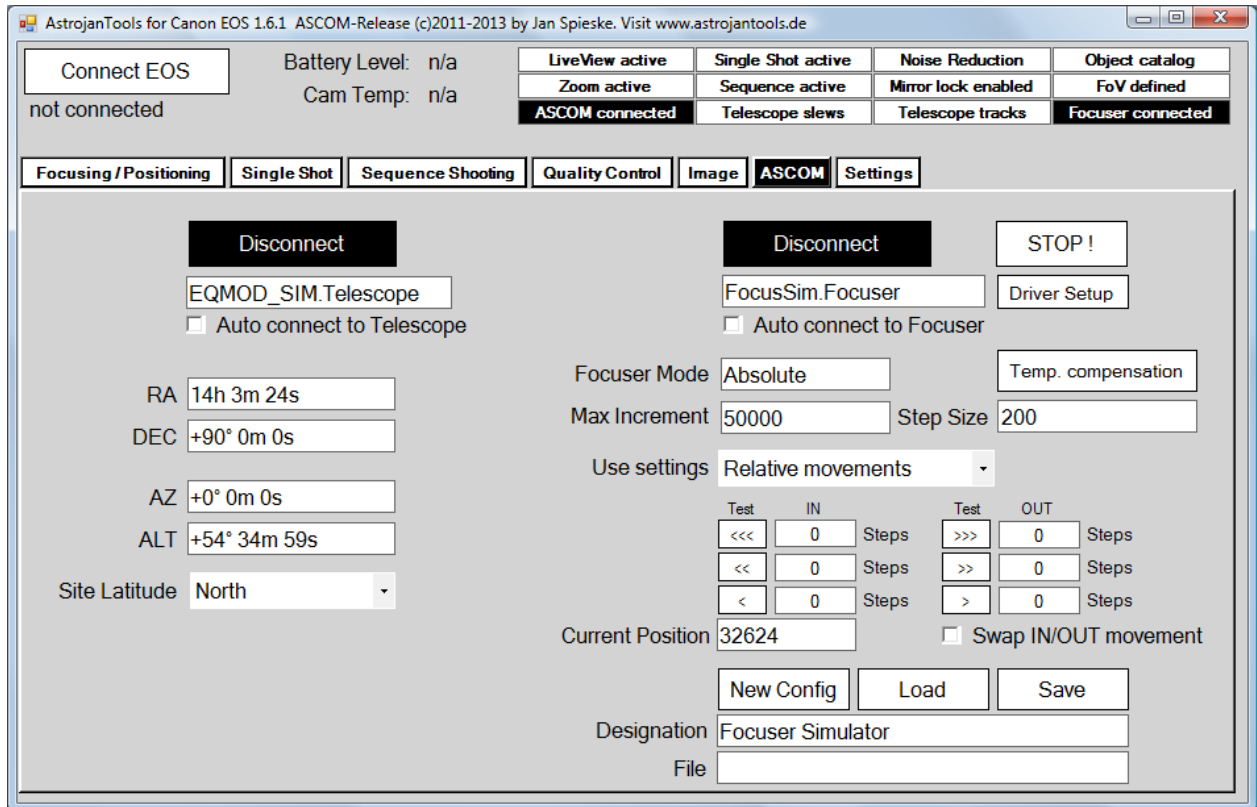 AstrojanTools for Canon EOS 1.6.1 ASCOM-Release (c)2011-2013 by Jan Spieske. Visit www.astrojantools.de
Connect EOS
not connected
Battery Level: n/a
Cam Temp: n/a
LiveView active Single Shot active Noise Reduction Object catalog
Zoom active Sequence active Mirror lock enabled FoV defined
ASCOM connected Telescope slews Telescope tracks Focuser connected
Focusing / Positioning Single Shot Sequence Shooting Quality Control Image ASCOM Settings
Disconnect
EQMOD_SIM.Telescope
Auto connect to Telescope
RA 14h 3m 24s
DEC +90° 0m 0s
AZ +0° 0m 0s
ALT +54° 34m 59s
Site Latitude North
Disconnect STOP !
FocusSim.Focuser Driver Setup
Auto connect to Focuser
Focuser Mode Absolute Temp. compensation
Max Increment 50000 Step Size 200
Use settings Relative movements
Test IN Test OUT
<<< 0 Steps >>> 0 Steps
<< 0 Steps >> 0 Steps
< 0 Steps > 0 Steps
Current Position 32624 Swap IN/OUT movement
New Config Load Save
Designation Focuser Simulator
File